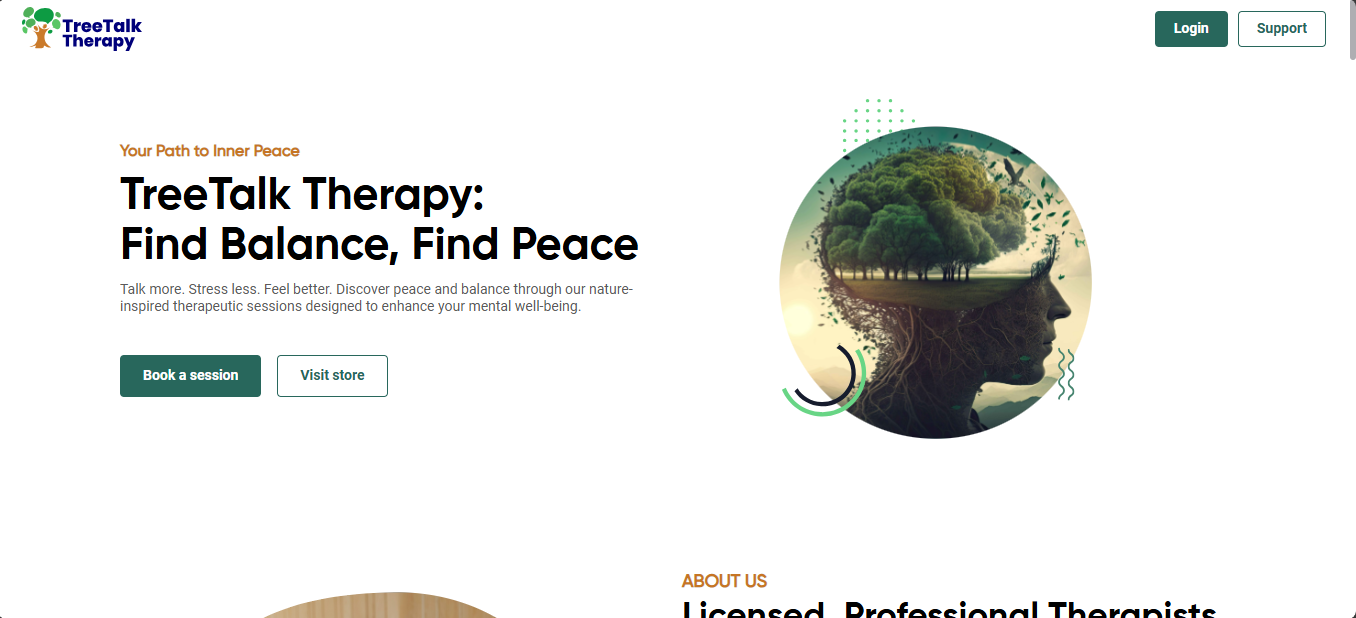 TreeTalk
Therapy
Login
Support
Your Path to Inner Peace
TreeTalk Therapy:
Find Balance, Find Peace
Talk more. Stress less. Feel better. Discover peace and balance through our nature-
inspired therapeutic sessions designed to enhance your mental well-being.
Book a session
Visit store
ABOUT US
Licensed, Professional Therapists